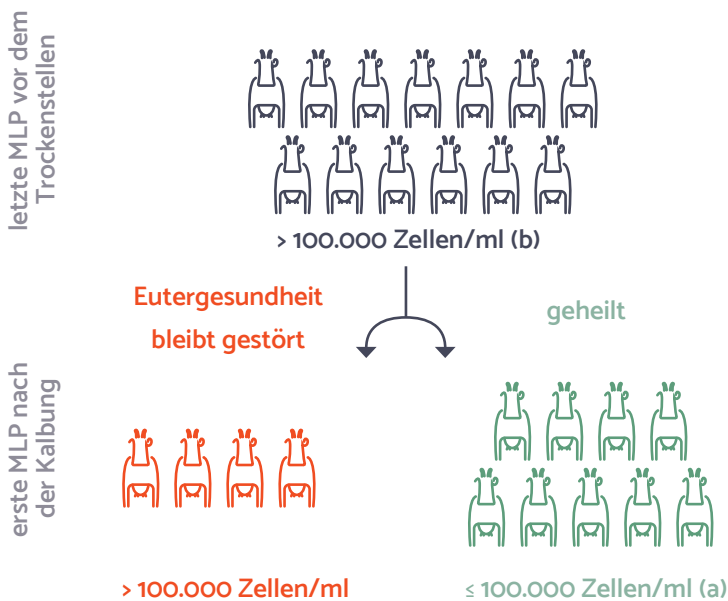 letzte MLP vor dem
Trockenstellen
> 100.000 Zellen/ml (b)
Eutergesundheit
bleibt gestört
geheilt
erste MLP nach
der Kalbung
> 100.000 Zellen/ml
≤ 100.000 Zellen/ml (a)